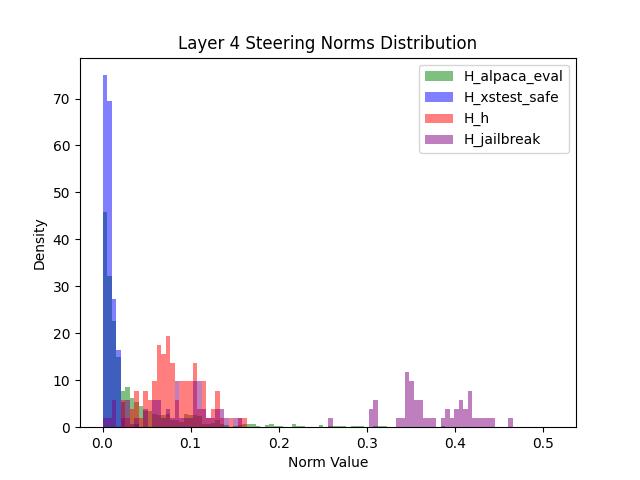 Layer 4 Steering Norms Distribution
H_alpaca_eval
H_xstest_safe
H_h
H_jailbreak
Density
70
60
50
40
30
20
10
0
0.0 0.1 0.2 0.3 0.4 0.5
Norm Value